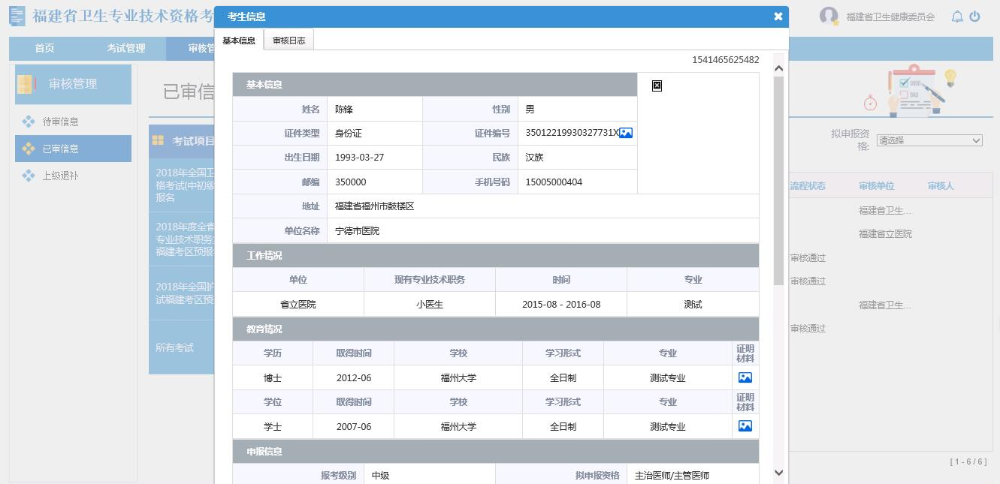 福建省卫生专业技术资格考
福建省卫生健康委员会
首页 考试管理 审核管
审核管理
待审信息
已审信息
上级退补
已审信
考试项目
2018年全国卫
格考试(中初级
报名
2018年度全省
专业技术职务
福建考区预报
2018年全国护
试福建考区预
所有考试
考生信息
基本信息 审核日志
1541465625482
基本信息
姓名 陈锋 性别 男
证件类型 身份证 证件编号 35012219930327731X
出生日期 1993-03-27 民族 汉族
邮编 350000 手机号码 15005000404
地址 福建省福州市鼓楼区
单位名称 宁德市医院
工作情况
单位 现有专业技术职务 时间 专业
省立医院 小医生 2015-08 - 2016-08 测试
教育情况
学历 取得时间 学校 学习形式 专业 证明材料
博士 2012-06 福州大学 全日制 测试专业
学位 取得时间 学校 学习形式 专业 证明材料
学士 2007-06 福州大学 全日制 测试专业
申报信息
报考级别 中级 拟申报资格 主治医师/主管医师
GOOD
BAD
拟申报资
格:
请选择
流程状态 审核单位 审核人
福建省卫生...
福建省立医院
审核通过
审核通过
福建省卫生...
审核通过
[ 1 - 6 / 6 ]